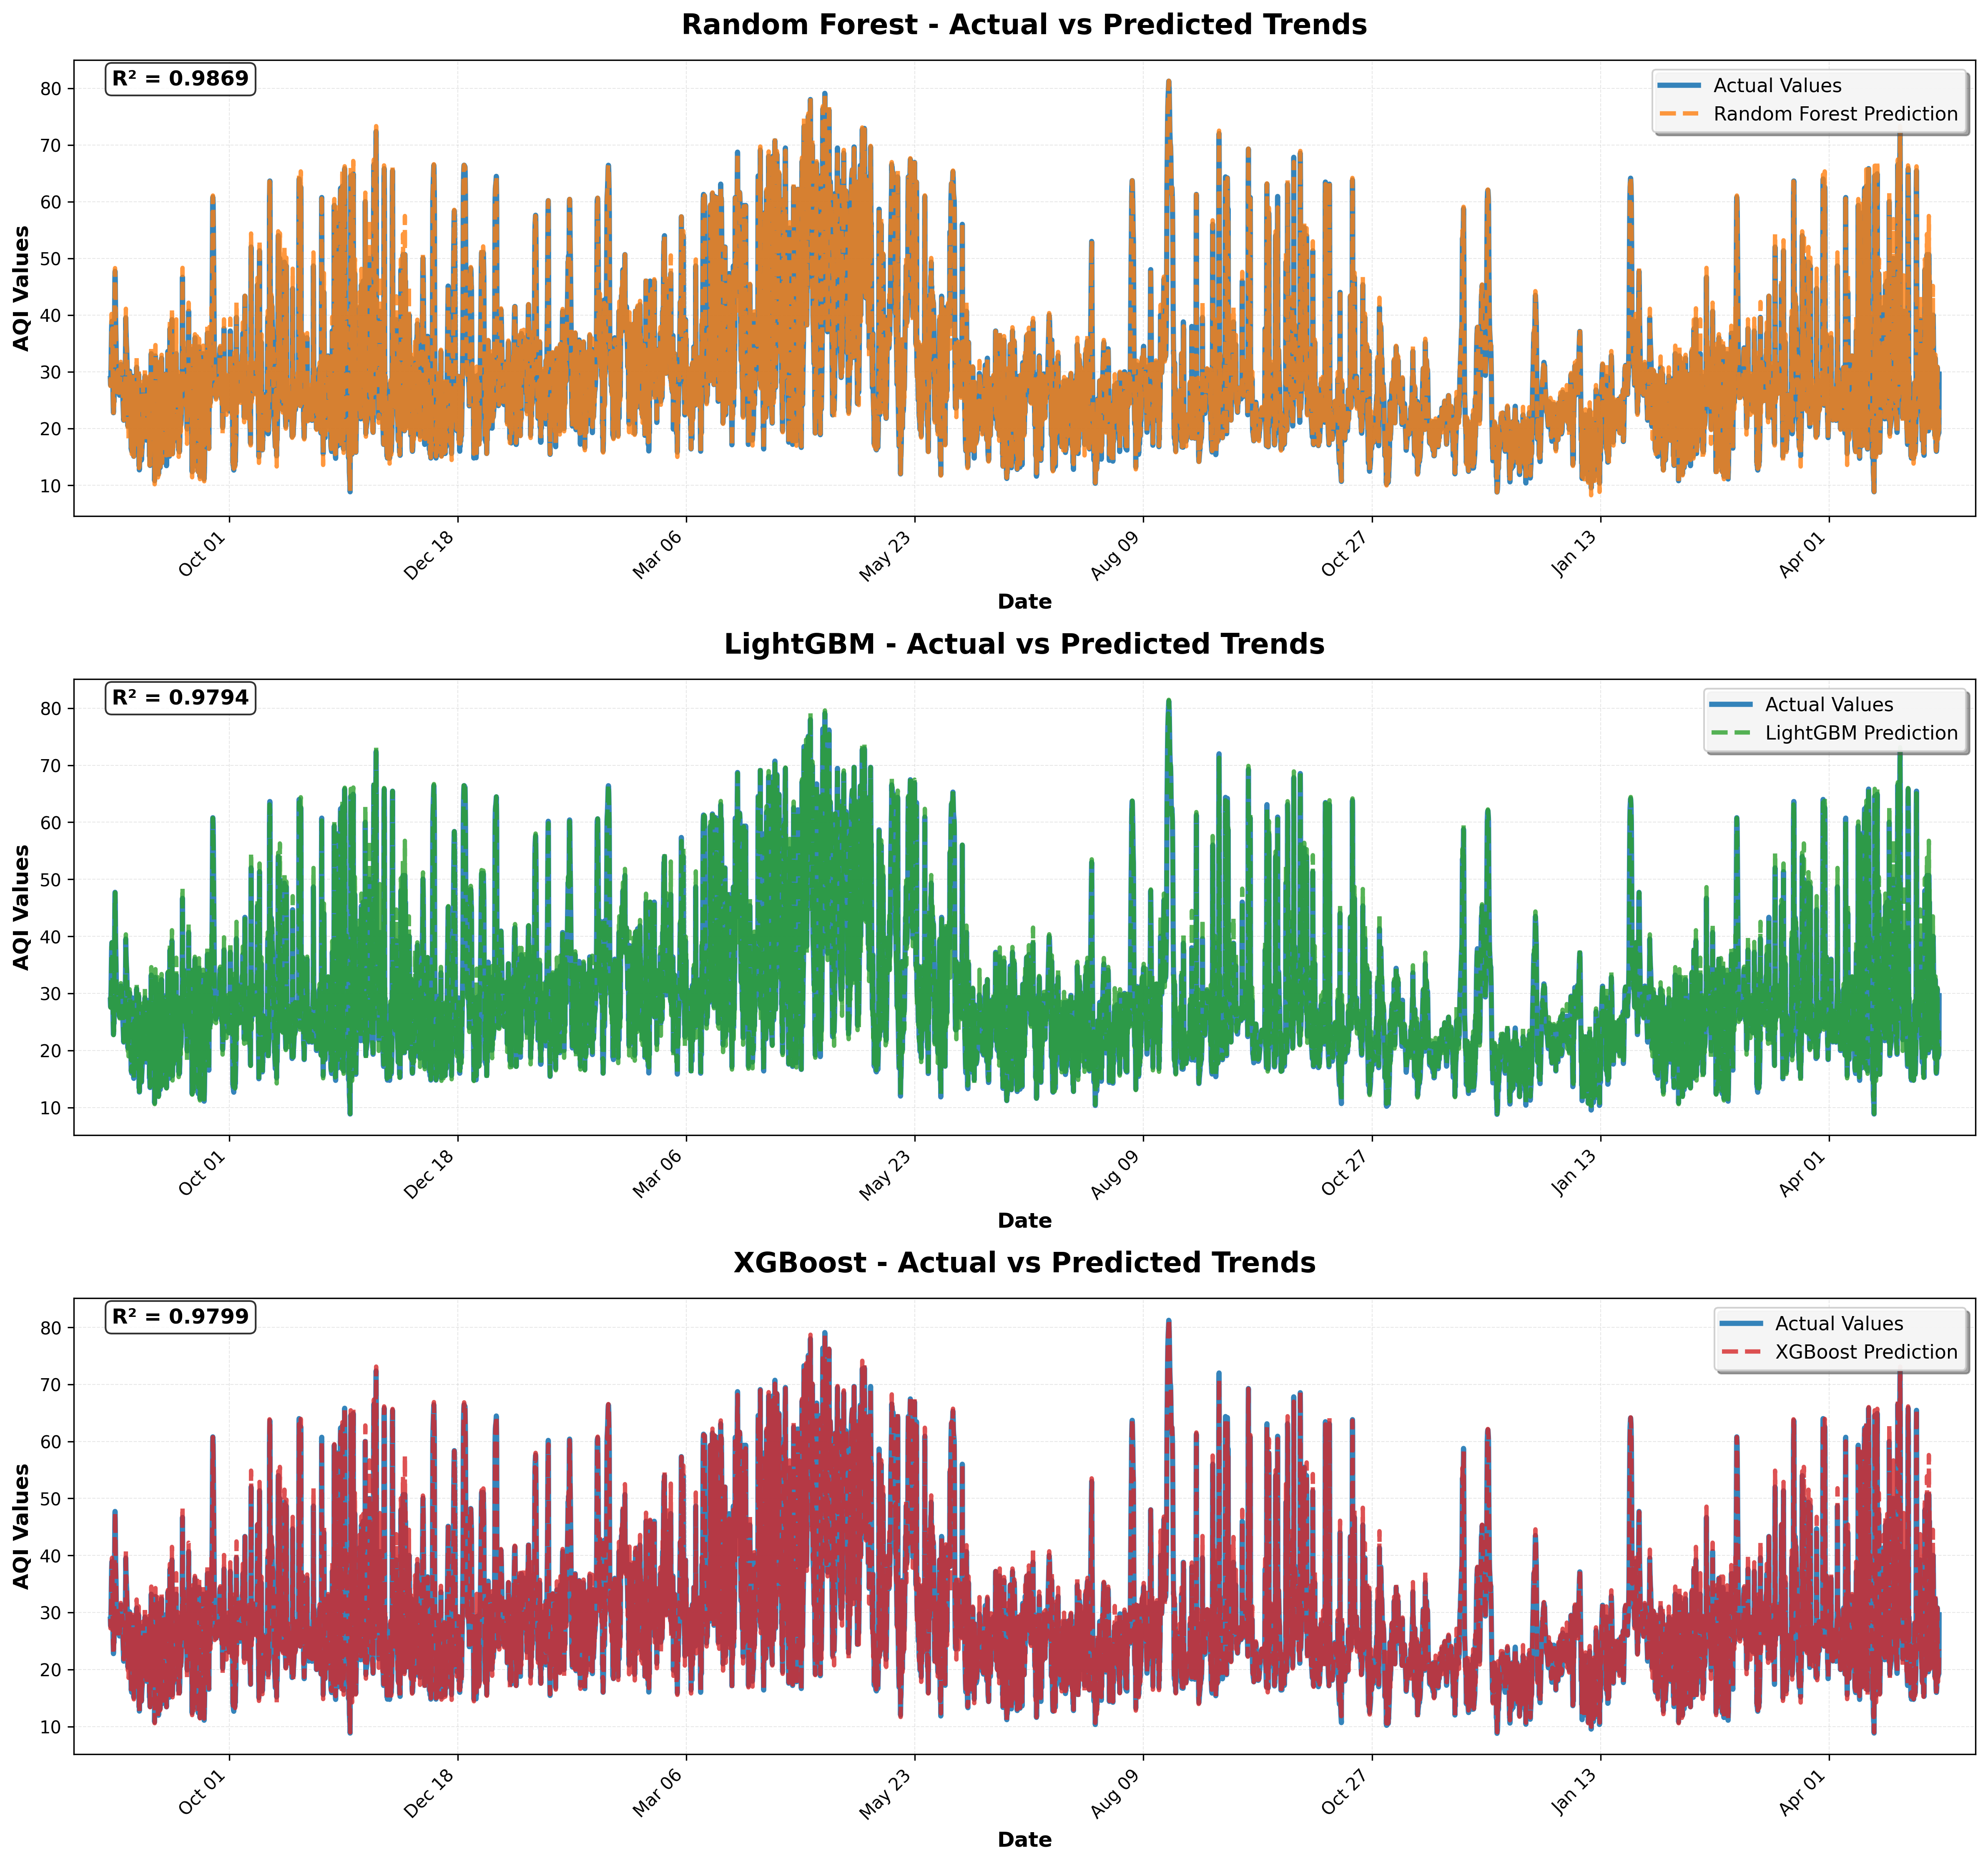 Random Forest - Actual vs Predicted Trends
R² = 0.9869
Actual Values
Random Forest Prediction
AQI Values
80
70
60
50
40
30
20
10
Oct 01
Dec 18
Mar 06
May 23
Aug 09
Oct 27
Jan 13
Apr 01
Date
LightGBM - Actual vs Predicted Trends
R² = 0.9794
Actual Values
LightGBM Prediction
AQI Values
80
70
60
50
40
30
20
10
Oct 01
Dec 18
Mar 06
May 23
Aug 09
Oct 27
Jan 13
Apr 01
Date
XGBoost - Actual vs Predicted Trends
R² = 0.9799
Actual Values
XGBoost Prediction
AQI Values
80
70
60
50
40
30
20
10
Oct 01
Dec 18
Mar 06
May 23
Aug 09
Oct 27
Jan 13
Apr 01
Date